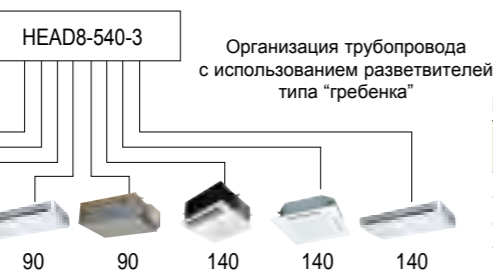 HEAD8-540-3
Организация трубопровода
с использованием разветвителей
типа “гребенка”
90 90 140 140 140